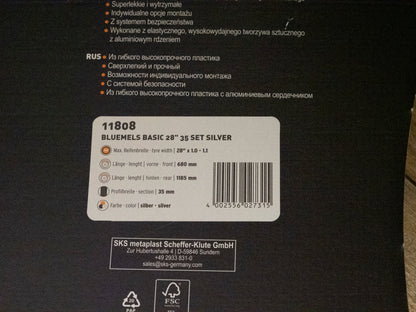 • Superlekkie i wytrzymałe
• Indywidualne opcje montażu
• Z systemem bezpieczeństwa
• Wykonane z elastycznego, wysokowydajnego tworzywa sztucznego
z aluminiowym rdzeniem
RUS • Из гибкого высокопрочного пластика
• Сверхлегкий и прочный
• Возможности индивидуального монтажа
• С системой безопасности
• Из гибкого высокопрочного пластика с алюминиевым сердечником
11808
BLUEMELS BASIC 28" 35 SET SILVER
Max. Reifenbreite · tyre width | 28" x 1.0 - 1.1
Länge · lenght | vorne · front | 680 mm
Länge · lenght | hinten · rear | 1185 mm
Profilbreite · section | 35 mm
Farbe · color | silber · silver
4 002556 027315
SKS metaplast Scheffer-Klute GmbH
Zur Hubertushalle 4 | D-59846 Sundern
+49 2933 831-0
sales@sks-germany.com
20
PAP
FSC